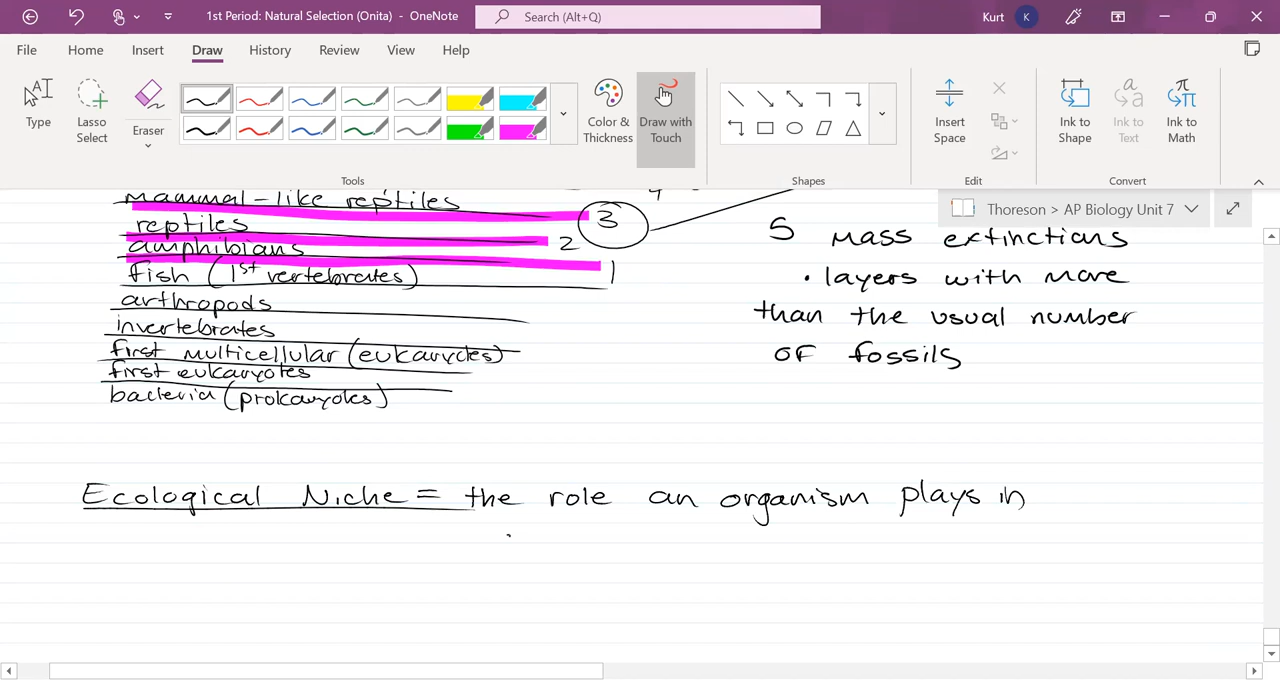 1st Period: Natural Selection (Onita) - OneNote
Search (Alt+Q)
Kurt K
File Home Insert Draw History Review View Help
Type
Lasso Select
Eraser
Color & Thickness
Draw with Touch
Insert Space
Ink to Shape
Ink to Text
Ink to Math
Tools Shapes Edit Convert
Thoreson > AP Biology Unit 7
mammal-like reptiles
reptiles 3
amphibians 2
fish (1st vertebrates) 1
arthropods
invertebrates
first multicellular (eukaryotes)
first eukaryotes
bacteria (prokaryotes)
5 mass extinctions
• layers with more
than the usual number
of fossils
Ecological Niche = the role an organism plays in